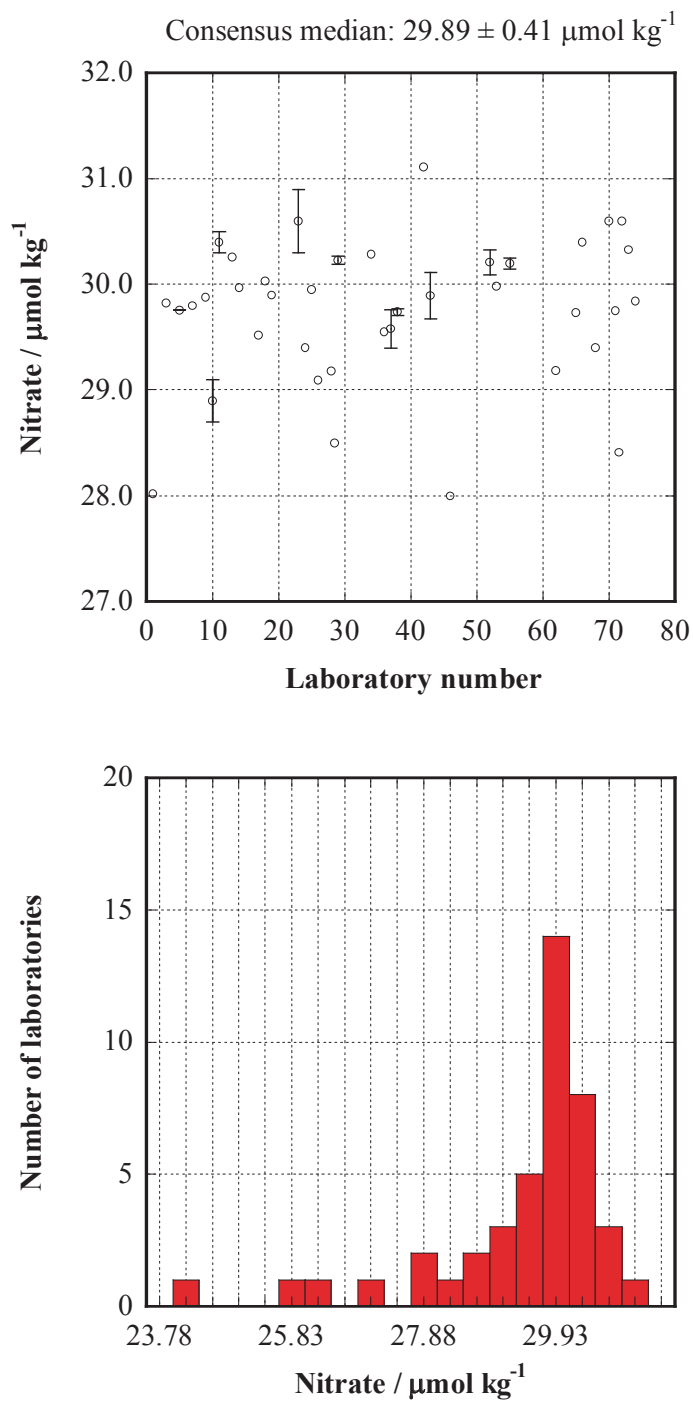 Consensus median: 29.89 ± 0.41 μmol kg⁻¹
32.0
31.0
30.0
29.0
28.0
27.0
Nitrate / μmol kg⁻¹
0 10 20 30 40 50 60 70 80
Laboratory number
20
15
10
5
0
Number of laboratories
23.78 25.83 27.88 29.93
Nitrate / μmol kg⁻¹